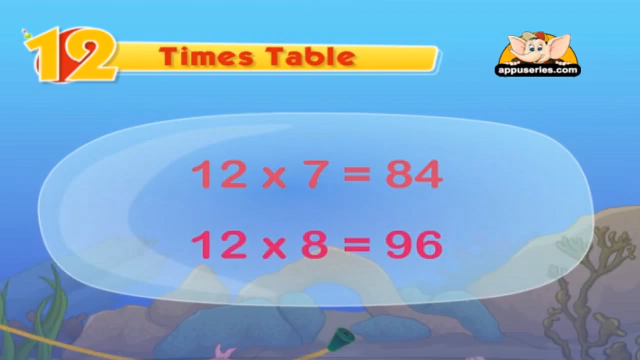 12 Times Table
appuseries.com
12 x 7 = 84
12 x 8 = 96